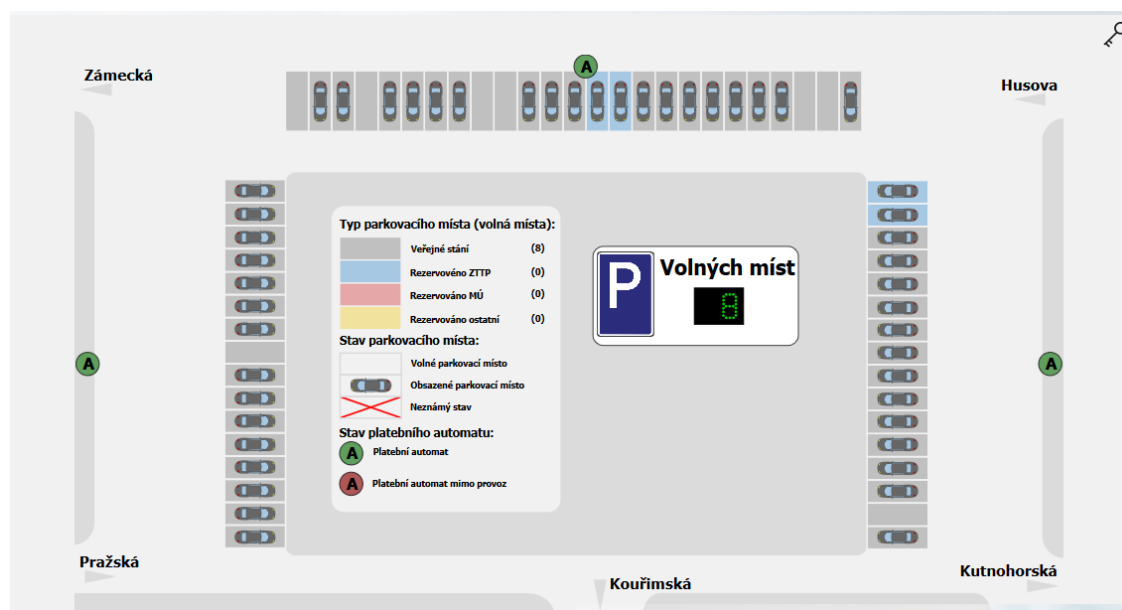 A
Zámecká
Husova
Typ parkovacího místa (volná místa):
Veřejné stání (8)
Rezervovéno ZTTP (0)
Rezervováno MÚ (0)
Rezervováno ostatní (0)
Stav parkovacího místa:
Volné parkovací místo
Obsazené parkovací místo
Neznámý stav
Stav platebního automatu:
A Platební automat
A Platební automat mimo provoz
P
Volných míst
8
A
A
Pražská
Kouřimská
Kutnohorská